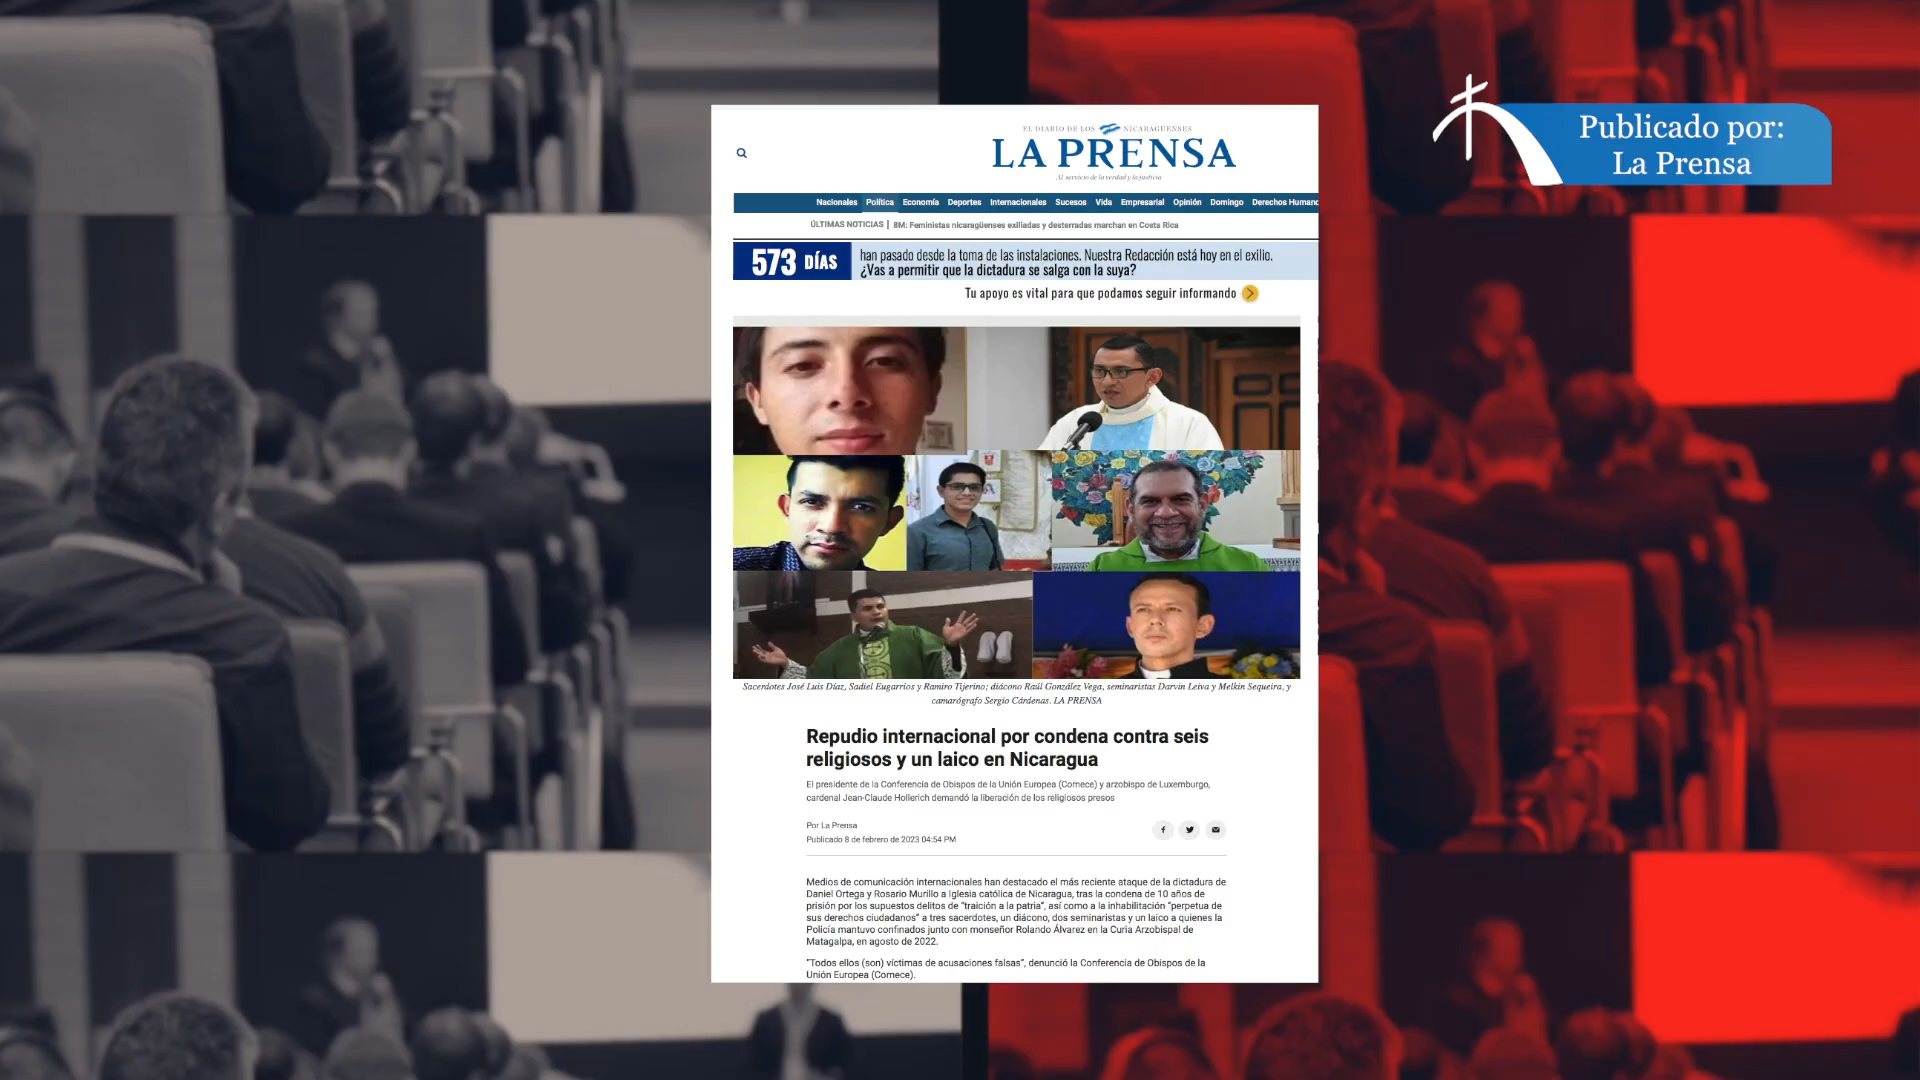 Publicado por:
La Prensa
EL DIARIO DE LOS NICARAGÜENSES
LA PRENSA
Al servicio de la verdad y la justicia
Nacionales Política Economía Deportes Internacionales Sucesos Vida Empresarial Opinión Domingo Derechos Humano
ÚLTIMAS NOTICIAS | 8M: Feministas nicaragüenses exiliadas y desterradas marchan en Costa Rica
573 DÍAS
han pasado desde la toma de las instalaciones. Nuestra Redacción está hoy en el exilio.
¿Vas a permitir que la dictadura se salga con la suya?
Tu apoyo es vital para que podamos seguir informando
Sacerdotes José Luis Díaz, Sadiel Eugarrios y Ramiro Tijerino; diácono Raúl González Vega, seminaristas Darvin Leiva y Melkin Sequeira, y
camarógrafo Sergio Cárdenas. LA PRENSA
Repudio internacional por condena contra seis
religiosos y un laico en Nicaragua
El presidente de la Conferencia de Obispos de la Unión Europea (Comece) y arzobispo de Luxemburgo,
cardenal Jean-Claude Hollerich demandó la liberación de los religiosos presos
Por La Prensa
Publicado 8 de febrero de 2023 04:54 PM
Medios de comunicación internacionales han destacado el más reciente ataque de la dictadura de
Daniel Ortega y Rosario Murillo a Iglesia católica de Nicaragua, tras la condena de 10 años de
prisión por los supuestos delitos de "traición a la patria", así como a la inhabilitación "perpetua de
sus derechos ciudadanos" a tres sacerdotes, un diácono, dos seminaristas y un laico a quienes la
Policía mantuvo confinados junto con monseñor Rolando Álvarez en la Curia Arzobispal de
Matagalpa, en agosto de 2022.
"Todos ellos (son) víctimas de acusaciones falsas", denunció la Conferencia de Obispos de la
Unión Europea (Comece).